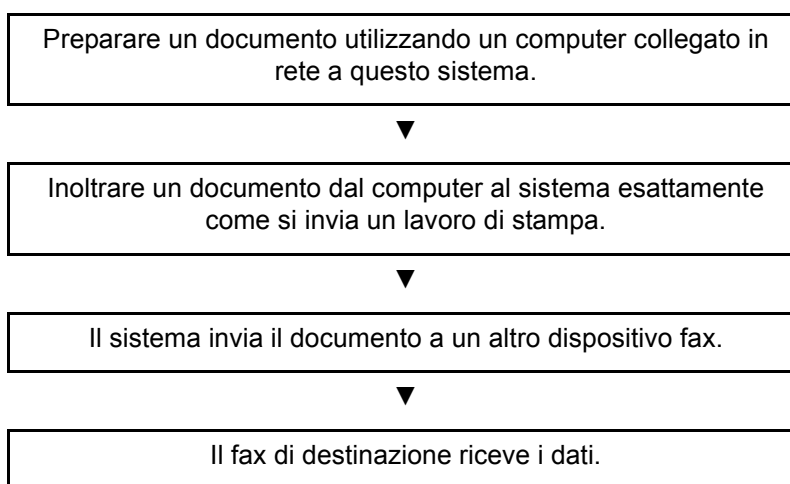 Preparare un documento utilizzando un computer collegato in
rete a questo sistema.
▼
Inoltrare un documento dal computer al sistema esattamente
come si invia un lavoro di stampa.
▼
Il sistema invia il documento a un altro dispositivo fax.
▼
Il fax di destinazione riceve i dati.